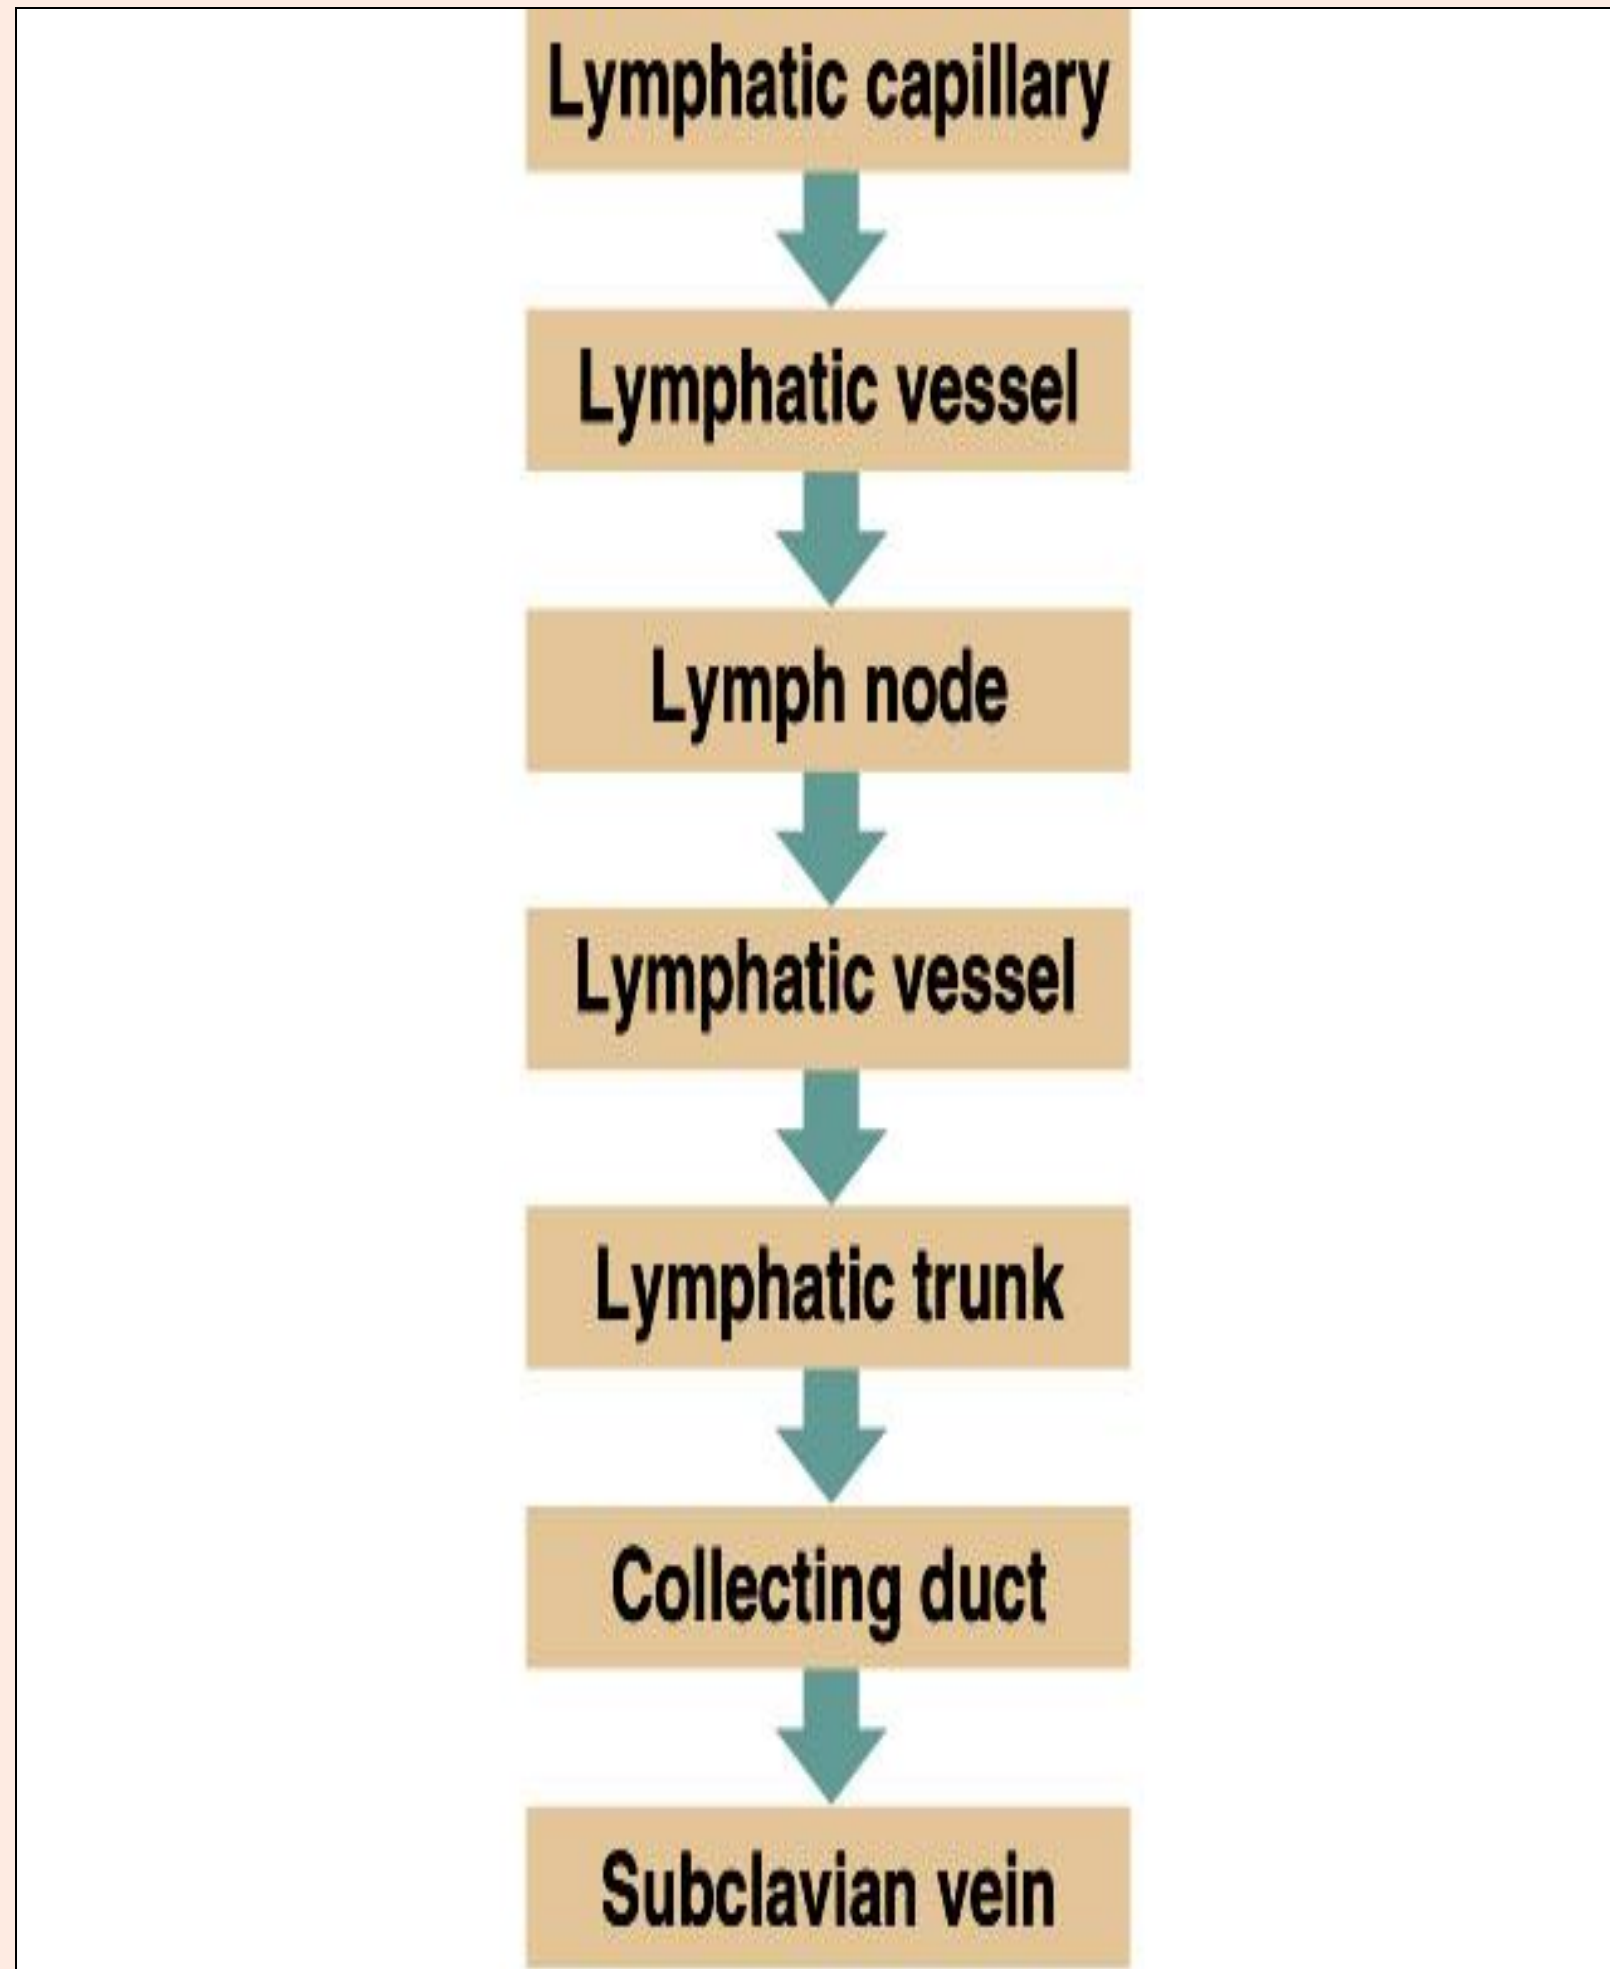 Lymphatic capillary
Lymphatic vessel
Lymph node
Lymphatic vessel
Lymphatic trunk
Collecting duct
Subclavian vein